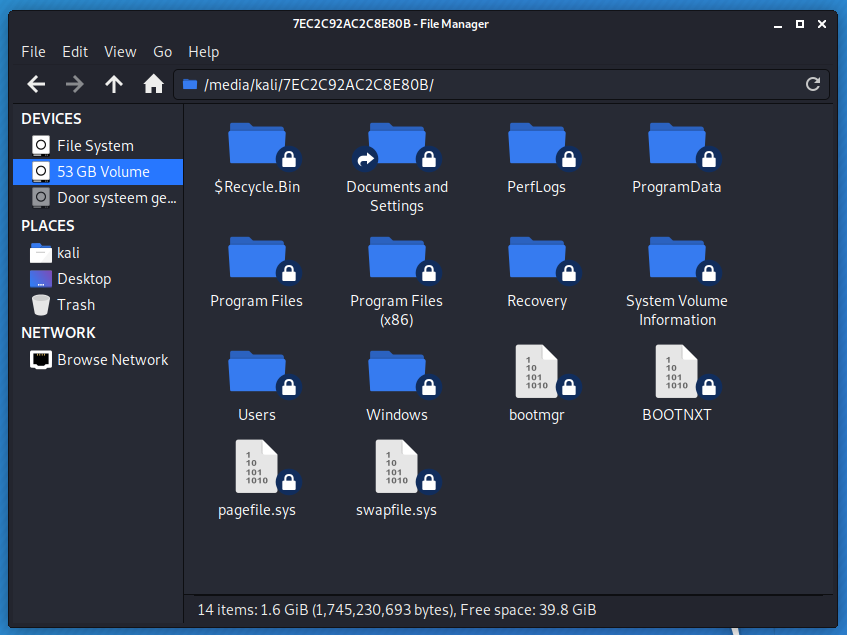 7EC2C92AC2C8E80B - File Manager
File Edit View Go Help
/media/kali/7EC2C92AC2C8E80B/
DEVICES
File System
53 GB Volume
Door systeem ge...
PLACES
kali
Desktop
Trash
NETWORK
Browse Network
$Recycle.Bin
Documents and
Settings
PerfLogs
ProgramData
Program Files
Program Files
(x86)
Recovery
System Volume
Information
Users
Windows
1
10
101
1010
bootmgr
1
10
101
1010
BOOTNXT
1
10
101
1010
pagefile.sys
1
10
101
1010
swapfile.sys
14 items: 1.6 GiB (1,745,230,693 bytes), Free space: 39.8 GiB